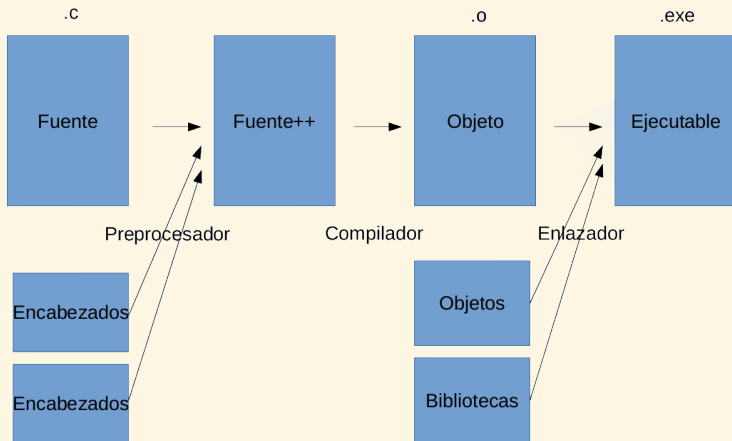 .c
.o
.exe
Fuente
Fuente++
Objeto
Ejecutable
Preprocesador
Compilador
Enlazador
Encabezados
Objetos
Encabezados
Bibliotecas